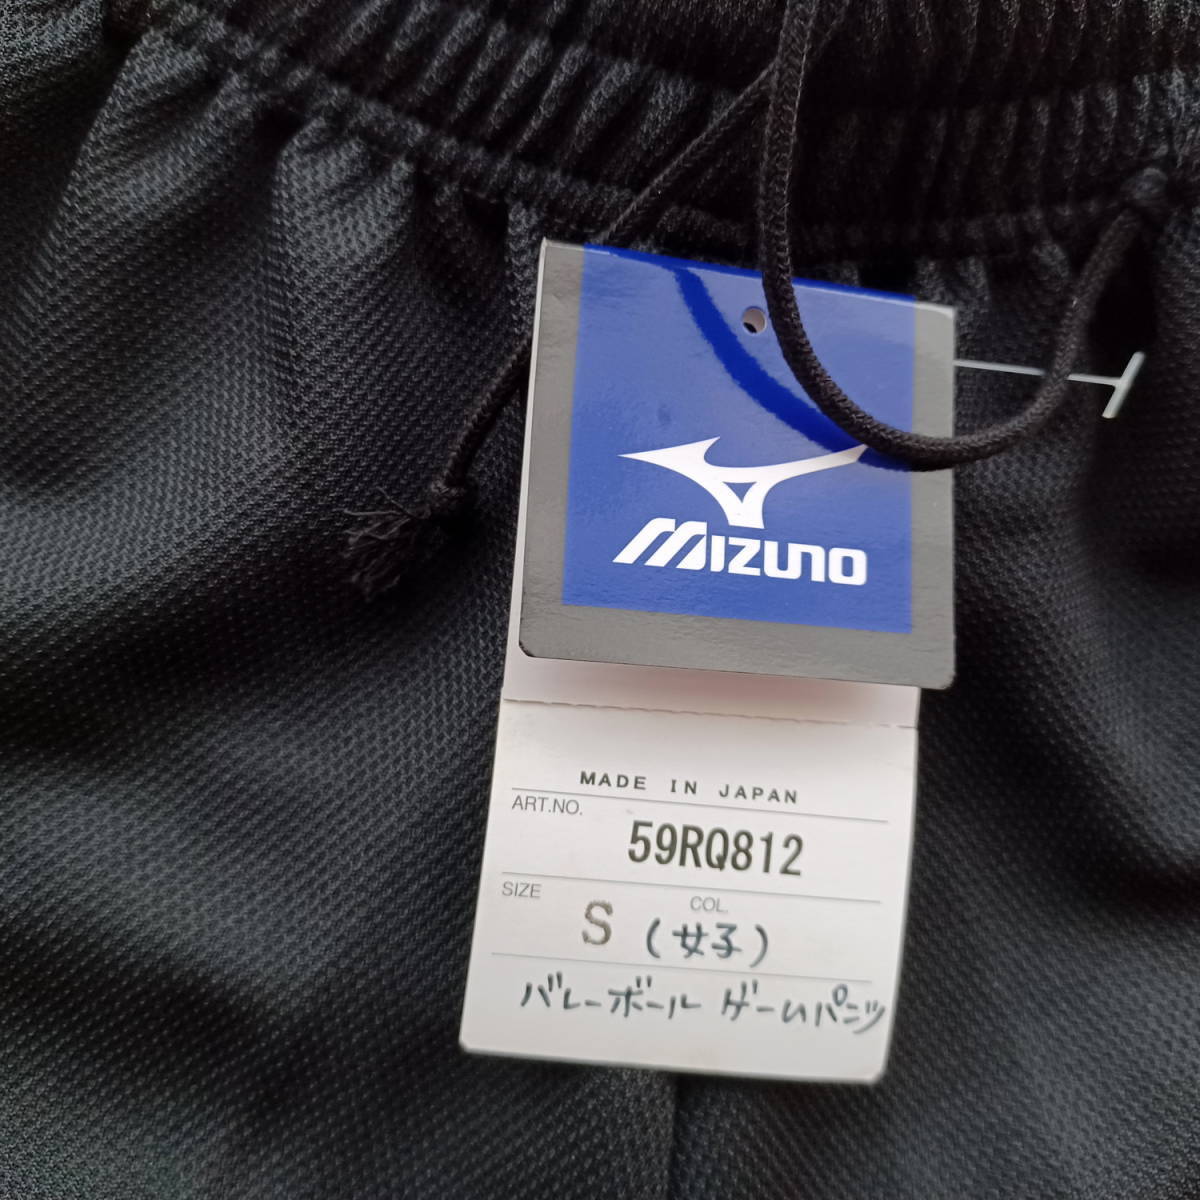 MIZUNO
MADE IN JAPAN
ART.NO.
59RQ812
SIZE
COL.
S (女子)
バレーボール ゲームパンツ